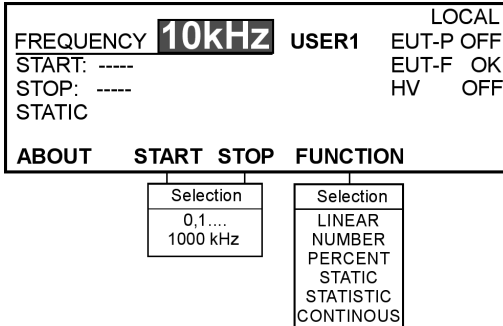 LOCAL
FREQUENCY 10kHz USER1 EUT-P OFF
START: ----- EUT-F OK
STOP: ----- HV OFF
STATIC
ABOUT START STOP FUNCTION
Selection
0,1....
1000 kHz
Selection
LINEAR
NUMBER
PERCENT
STATIC
STATISTIC
CONTINOUS